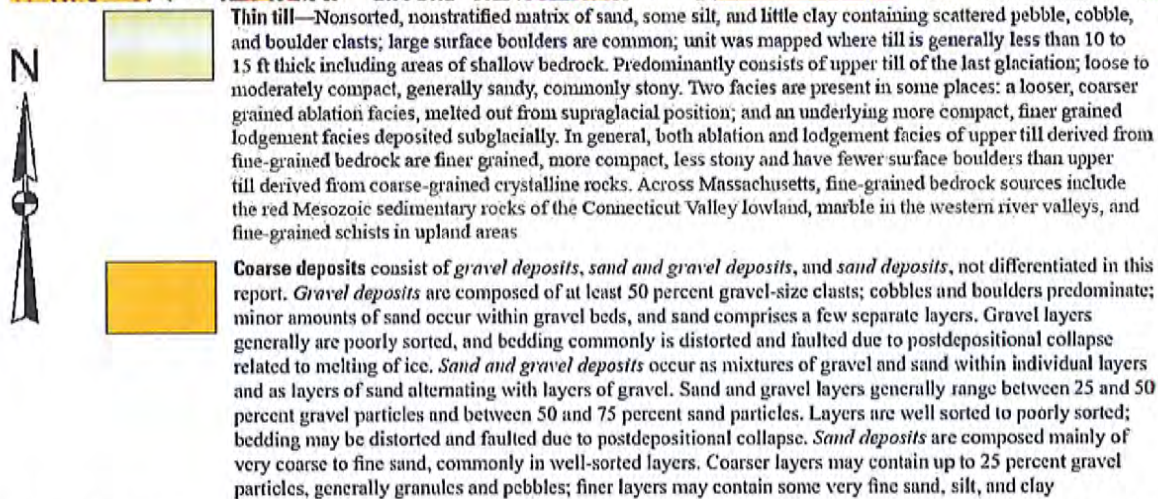 Thin till—Nonsorted, nonstratified matrix of sand, some silt, and little clay containing scattered pebble, cobble,
and boulder clasts; large surface boulders are common; unit was mapped where till is generally less than 10 to
15 ft thick including areas of shallow bedrock. Predominantly consists of upper till of the last glaciation; loose to
moderately compact, generally sandy, commonly stony. Two facies are present in some places: a looser, coarser
grained ablation facies, melted out from supraglacial position; and an underlying more compact, finer grained
lodgement facies deposited subglacially. In general, both ablation and lodgement facies of upper till derived from
fine-grained bedrock are finer grained, more compact, less stony and have fewer surface boulders than upper
till derived from coarse-grained crystalline rocks. Across Massachusetts, fine-grained bedrock sources include
the red Mesozoic sedimentary rocks of the Connecticut Valley lowland, marble in the western river valleys, and
fine-grained schists in upland areas
N
Coarse deposits consist of gravel deposits, sand and gravel deposits, and sand deposits, not differentiated in this
report. Gravel deposits are composed of at least 50 percent gravel-size clasts; cobbles and boulders predominate;
minor amounts of sand occur within gravel beds, and sand comprises a few separate layers. Gravel layers
generally are poorly sorted, and bedding commonly is distorted and faulted due to postdepositional collapse
related to melting of ice. Sand and gravel deposits occur as mixtures of gravel and sand within individual layers
and as layers of sand alternating with layers of gravel. Sand and gravel layers generally range between 25 and 50
percent gravel particles and between 50 and 75 percent sand particles. Layers are well sorted to poorly sorted;
bedding may be distorted and faulted due to postdepositional collapse. Sand deposits are composed mainly of
very coarse to fine sand, commonly in well-sorted layers. Coarser layers may contain up to 25 percent gravel
particles, generally granules and pebbles; finer layers may contain some very fine sand, silt, and clay